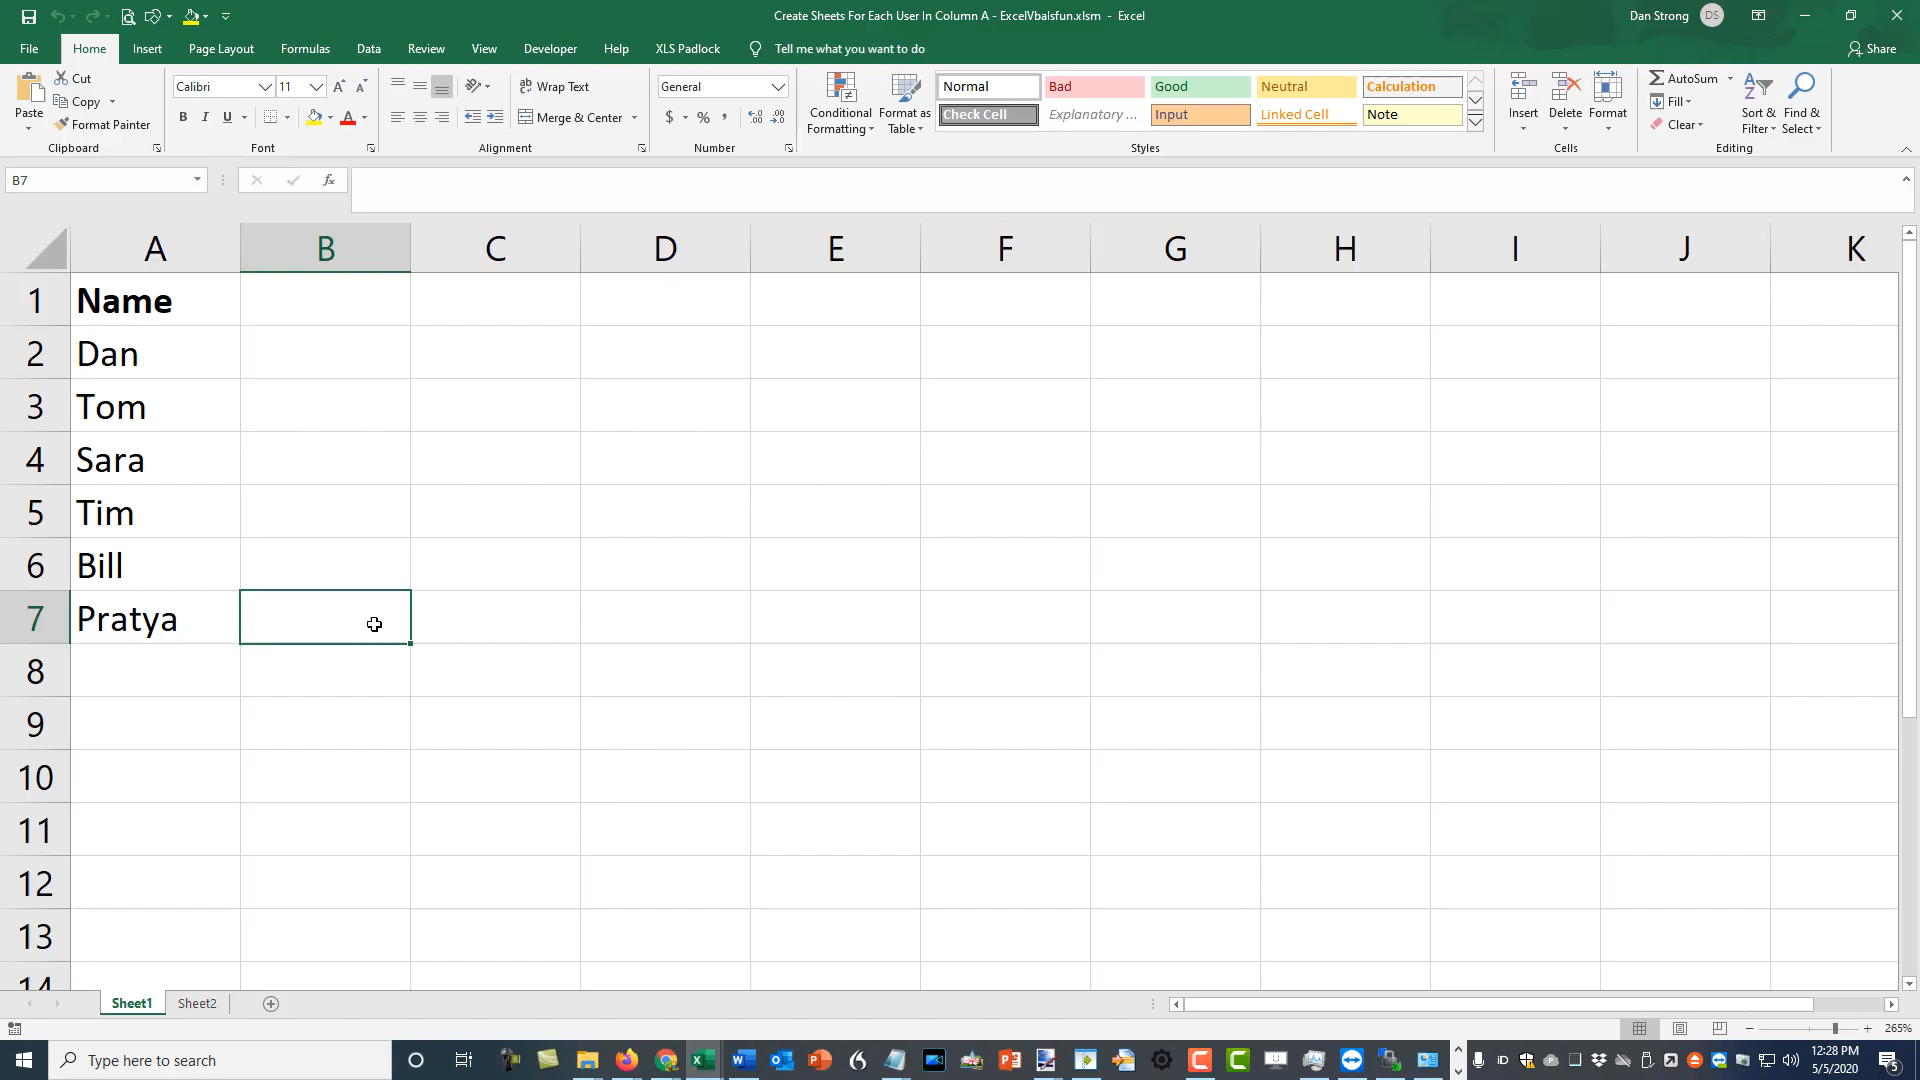 Create Sheets For Each User In Column A - ExcelVbaIsfun.xlsm - Excel
Dan Strong DS
File Home Insert Page Layout Formulas Data Review View Developer Help XLS Padlock Tell me what you want to do Share
Paste
Cut
Copy
Format Painter
Clipboard
Calibri 11
B I U
Font
Wrap Text
Merge & Center
Alignment
General
$ % ,
Number
Conditional Formatting
Format as Table
Normal Bad Good Neutral Calculation
Check Cell Explanatory ... Input Linked Cell Note
Styles
Insert Delete Format
Cells
AutoSum
Fill
Clear
Sort & Filter
Find & Select
Editing
B7
fx
A B C D E F G H I J K
1 Name
2 Dan
3 Tom
4 Sara
5 Tim
6 Bill
7 Pratya
8
9
10
11
12
13
14
Sheet1 Sheet2
265%
Type here to search
12:28 PM
5/5/2020
5